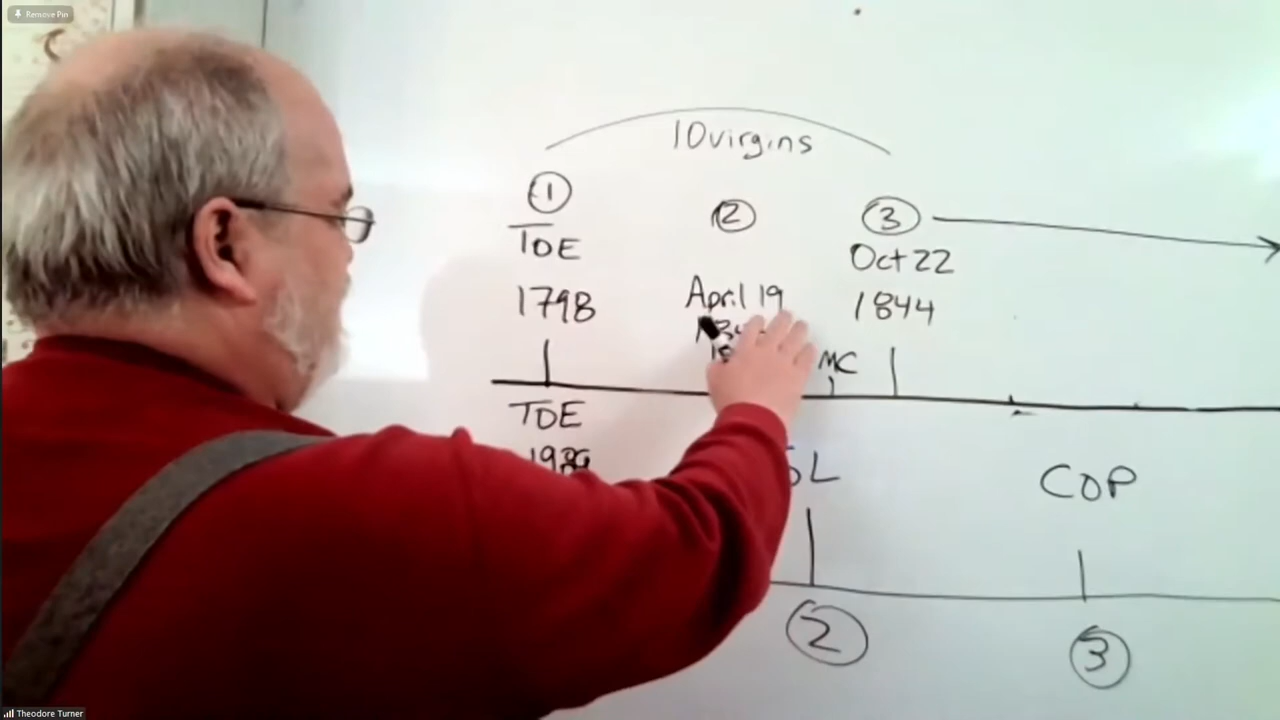 Remove Pin
10 virgins
1
2
3
TOE
Oct 22
1798
April 19
1844
MC
TOE
1989
SL
COP
2
3
Theodore Turner